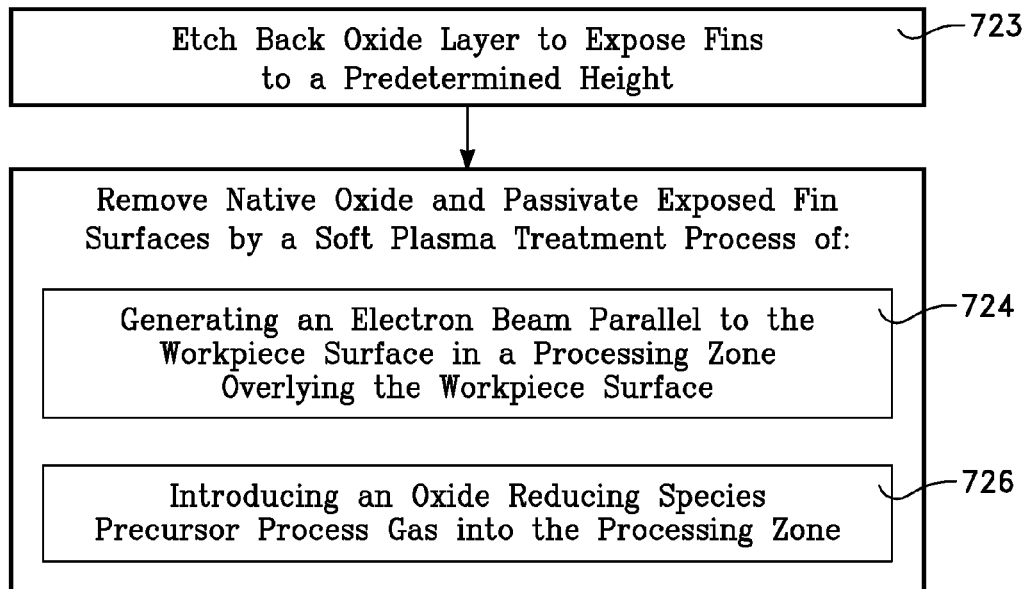 Etch Back Oxide Layer to Expose Fins
to a Predetermined Height
723
Remove Native Oxide and Passivate Exposed Fin
Surfaces by a Soft Plasma Treatment Process of:
Generating an Electron Beam Parallel to the
Workpiece Surface in a Processing Zone
Overlying the Workpiece Surface
724
Introducing an Oxide Reducing Species
Precursor Process Gas into the Processing Zone
726